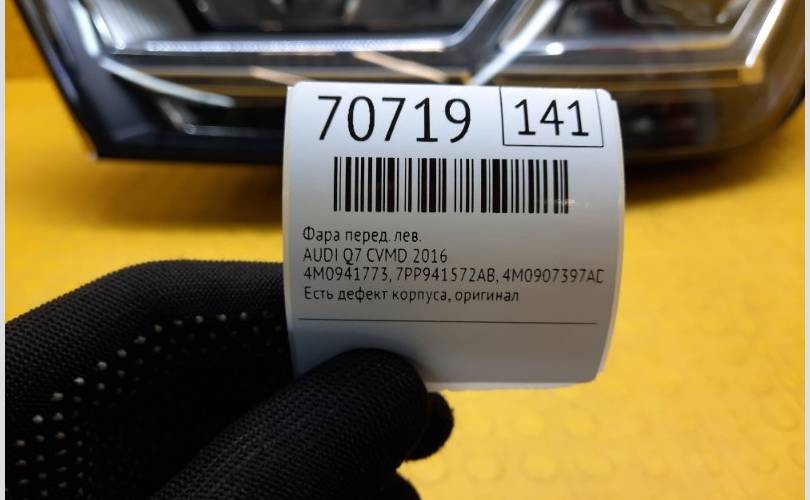 70719 141
Фара перед. лев.
AUDI Q7 CVMD 2016
4M0941773, 7PP941572AB, 4M0907397AC
Есть дефект корпуса, оригинал